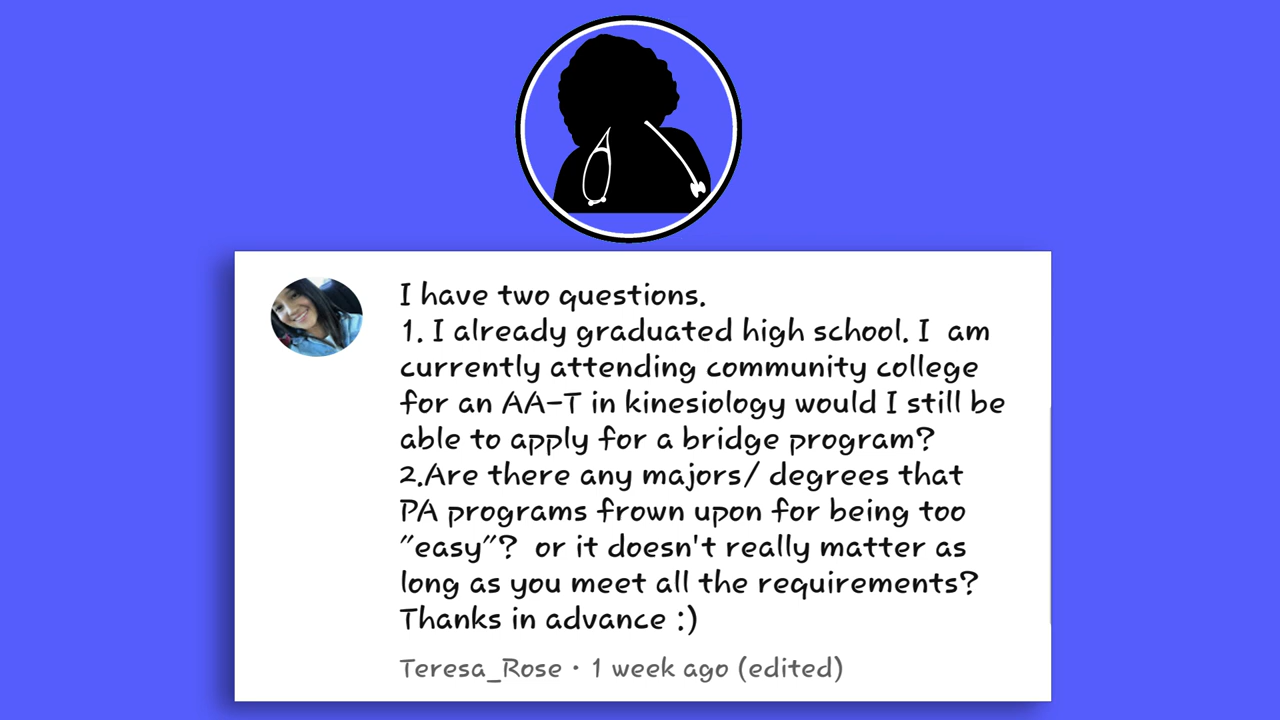 I have two questions.
1. I already graduated high school. I am
currently attending community college
for an AA-T in kinesiology would I still be
able to apply for a bridge program?
2.Are there any majors/ degrees that
PA programs frown upon for being too
"easy"? or it doesn't really matter as
long as you meet all the requirements?
Thanks in advance :)
Teresa_Rose • 1 week ago (edited)